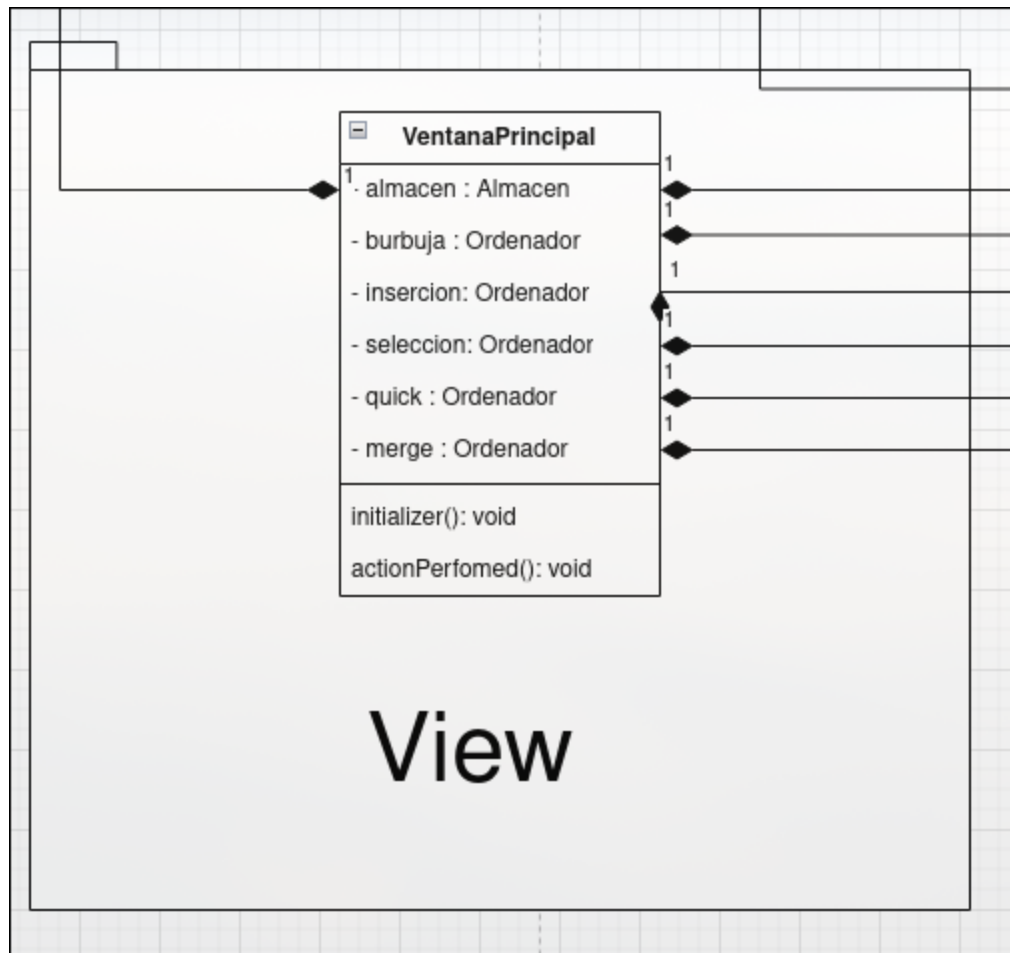 VentanaPrincipal
1
1
- almacen : Almacen
1
- burbuja : Ordenador
1
- insercion: Ordenador
1
- seleccion: Ordenador
1
- quick : Ordenador
1
- merge : Ordenador
initializer(): void
actionPerfomed(): void
View